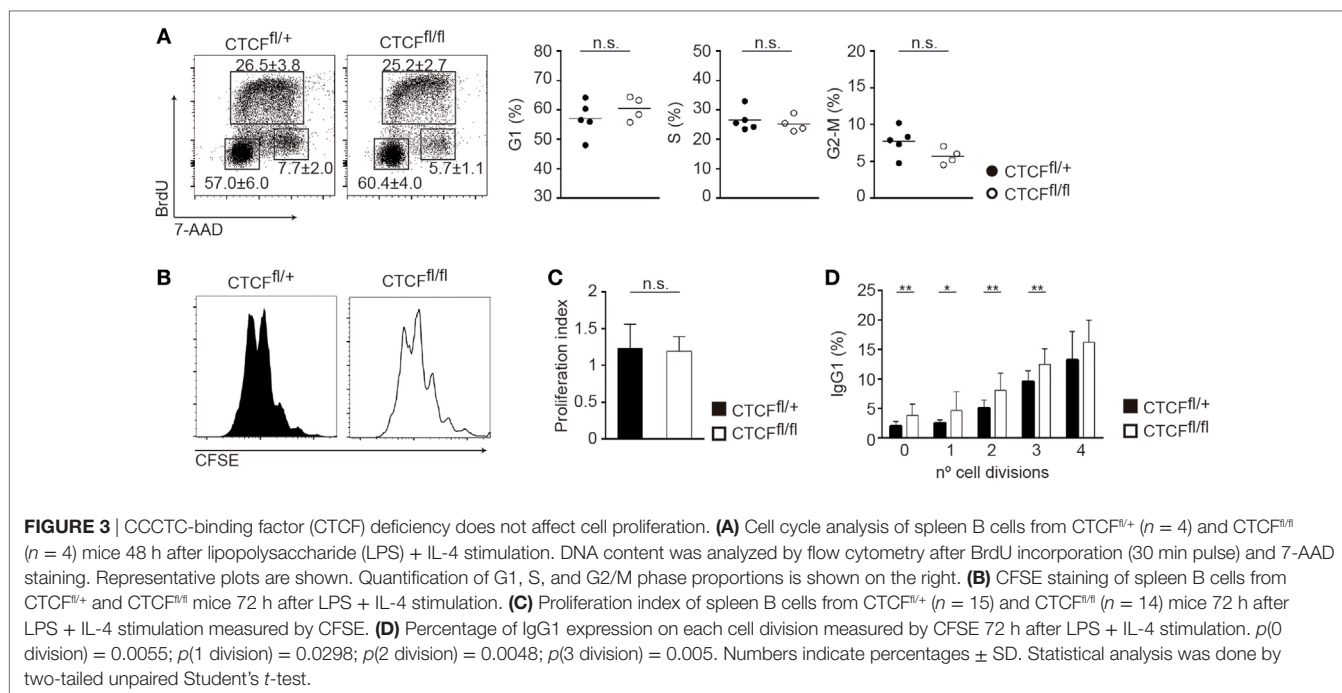 A
CTCFfl/+
CTCFfl/fl
26.5±3.8
25.2±2.7
7.7±2.0
5.7±1.1
57.0±6.0
60.4±4.0
BrdU
7-AAD
n.s.
80
70
60
50
40
30
G1 (%)
n.s.
50
40
30
20
10
0
S (%)
n.s.
20
15
10
5
0
G2-M (%)
CTCFfl/+
CTCFfl/fl
B
CTCFfl/+
CTCFfl/fl
CFSE
C
n.s.
2
1.5
1
0.5
0
Proliferation index
CTCFfl/+
CTCFfl/fl
D
** * ** **
25
20
15
10
5
0
IgG1 (%)
0 1 2 3 4
nº cell divisions
CTCFfl/+
CTCFfl/fl
FIGURE 3 | CCCTC-binding factor (CTCF) deficiency does not affect cell proliferation. (A) Cell cycle analysis of spleen B cells from CTCFfl/+ (n = 4) and CTCFfl/fl
(n = 4) mice 48 h after lipopolysaccharide (LPS) + IL-4 stimulation. DNA content was analyzed by flow cytometry after BrdU incorporation (30 min pulse) and 7-AAD
staining. Representative plots are shown. Quantification of G1, S, and G2/M phase proportions is shown on the right. (B) CFSE staining of spleen B cells from
CTCFfl/+ and CTCFfl/fl mice 72 h after LPS + IL-4 stimulation. (C) Proliferation index of spleen B cells from CTCFfl/+ (n = 15) and CTCFfl/fl (n = 14) mice 72 h after
LPS + IL-4 stimulation measured by CFSE. (D) Percentage of IgG1 expression on each cell division measured by CFSE 72 h after LPS + IL-4 stimulation. p(0
division) = 0.0055; p(1 division) = 0.0298; p(2 division) = 0.0048; p(3 division) = 0.005. Numbers indicate percentages ± SD. Statistical analysis was done by
two-tailed unpaired Student's t-test.